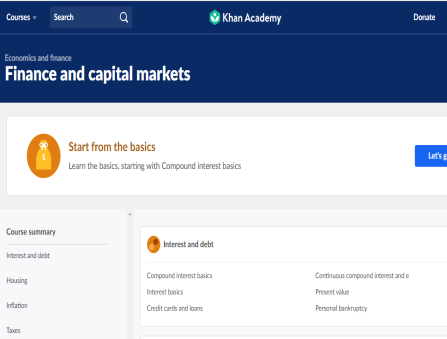 Courses
Search
Khan Academy
Donate
Economics and finance
Finance and capital markets
Start from the basics
Learn the basics, starting with Compound interest basics
Let's g
Course summary
Interest and debt
Housing
Inflation
Taxes
Interest and debt
Compound interest basics
Continuous compound interest and e
Interest basics
Present value
Credit cards and loans
Personal bankruptcy